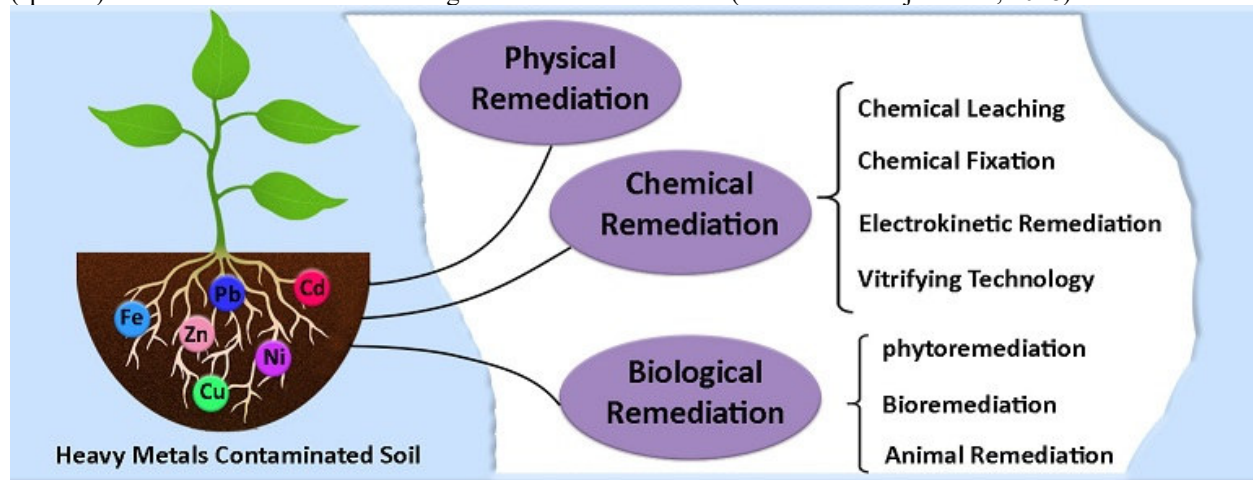 Physical
Remediation
Chemical
Remediation
Chemical Leaching
Chemical Fixation
Electrokinetic Remediation
Vitrifying Technology
Biological
Remediation
phytoremediation
Bioremediation
Animal Remediation
Cd
Pb
Fe
Zn
Ni
Cu
Heavy Metals Contaminated Soil